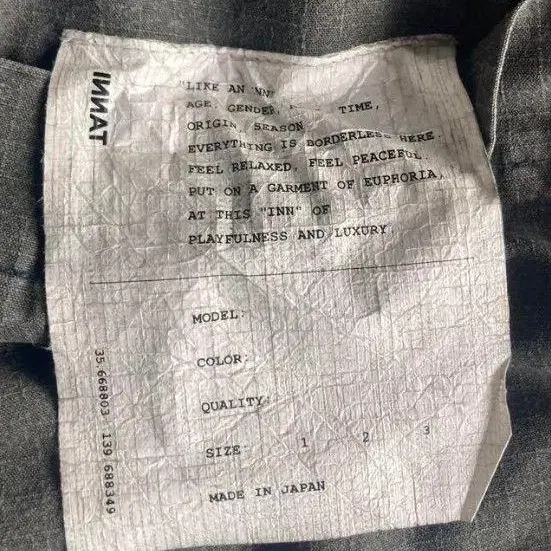 INNAT
"LIKE AN INN"
AGE, GENDER, TIME,
ORIGIN, SEASON
EVERYTHING IS BORDERLESS HERE.
FEEL RELAXED, FEEL PEACEFUL.
PUT ON A GARMENT OF EUPHORIA,
AT THIS "INN" OF
PLAYFULNESS AND LUXURY.
MODEL:
COLOR:
QUALITY:
SIZE: 1 2 3
MADE IN JAPAN
35.668803 139.688349